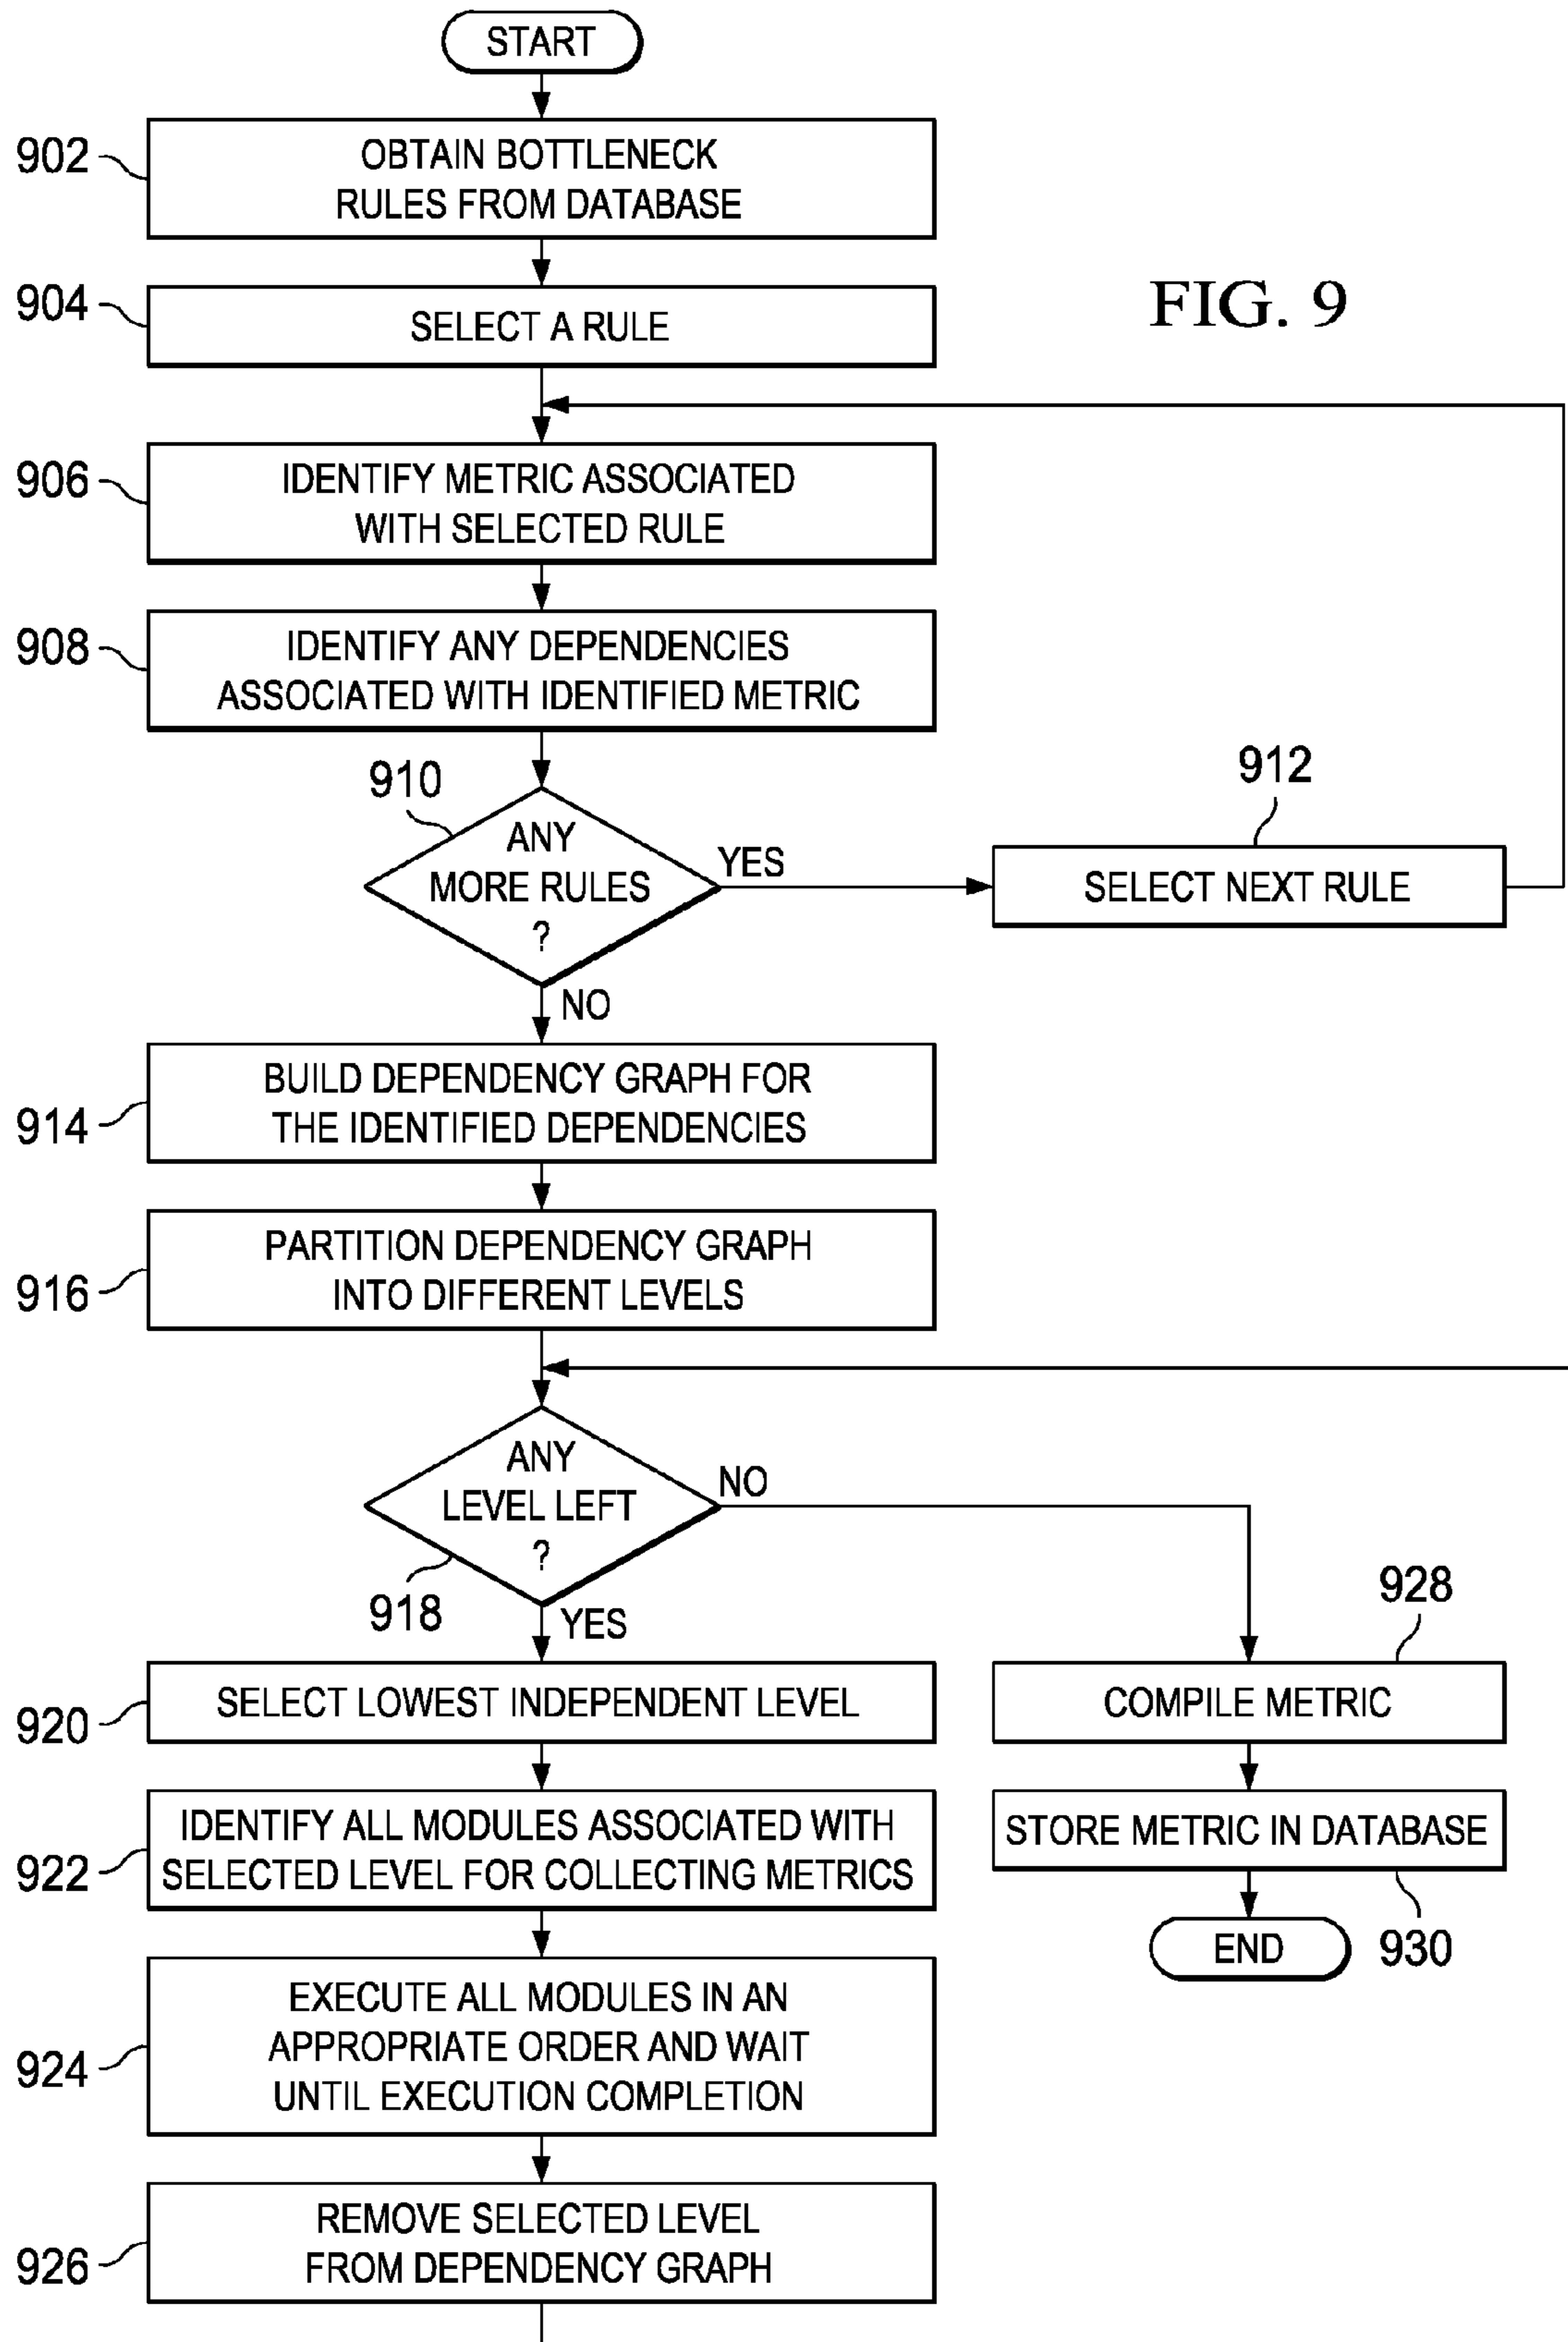 START
902
OBTAIN BOTTLENECK
RULES FROM DATABASE
904
SELECT A RULE
FIG. 9
906
IDENTIFY METRIC ASSOCIATED
WITH SELECTED RULE
908
IDENTIFY ANY DEPENDENCIES
ASSOCIATED WITH IDENTIFIED METRIC
910
ANY
MORE RULES
?
YES
912
SELECT NEXT RULE
NO
914
BUILD DEPENDENCY GRAPH FOR
THE IDENTIFIED DEPENDENCIES
916
PARTITION DEPENDENCY GRAPH
INTO DIFFERENT LEVELS
ANY
LEVEL LEFT
?
918
NO
YES
920
SELECT LOWEST INDEPENDENT LEVEL
922
IDENTIFY ALL MODULES ASSOCIATED WITH
SELECTED LEVEL FOR COLLECTING METRICS
924
EXECUTE ALL MODULES IN AN
APPROPRIATE ORDER AND WAIT
UNTIL EXECUTION COMPLETION
926
REMOVE SELECTED LEVEL
FROM DEPENDENCY GRAPH
928
COMPILE METRIC
STORE METRIC IN DATABASE
930
END